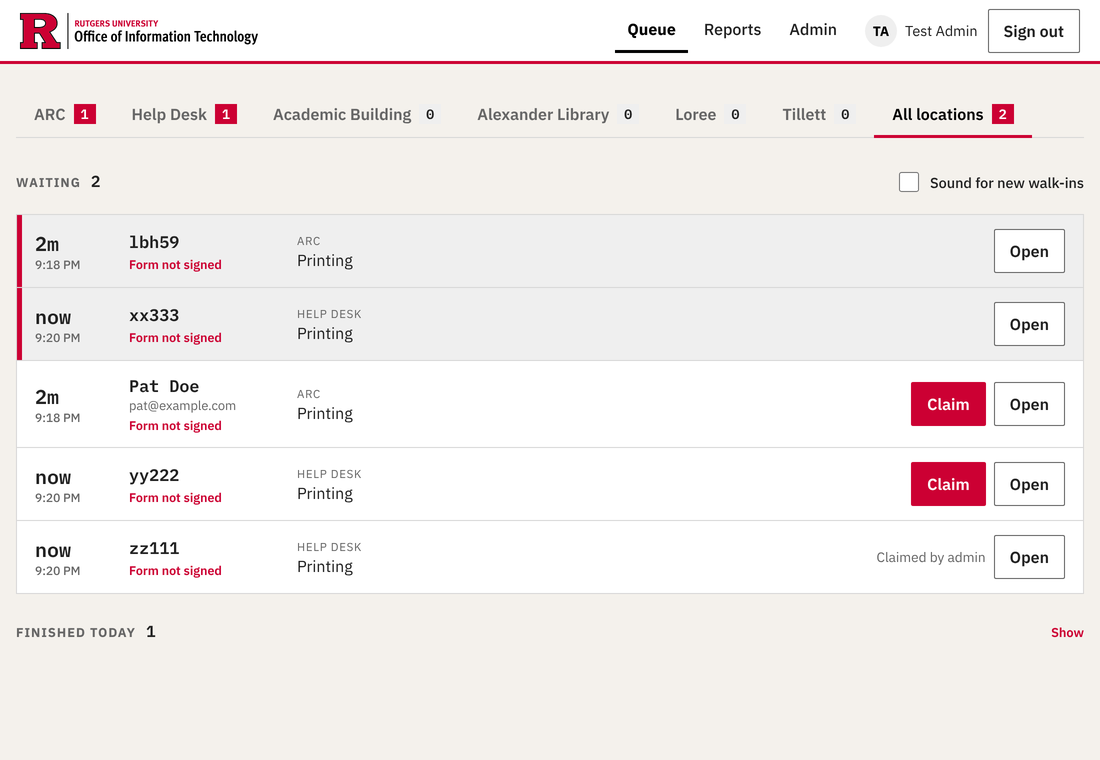 R RUTGERS UNIVERSITY
Office of Information Technology
Queue Reports Admin TA Test Admin Sign out
ARC 1 Help Desk 1 Academic Building 0 Alexander Library 0 Loree 0 Tillett 0 All locations 2
WAITING 2 Sound for new walk-ins
2m lbh59 ARC
9:18 PM Form not signed Printing Open
now xx333 HELP DESK
9:20 PM Form not signed Printing Open
2m Pat Doe ARC
pat@example.com
9:18 PM Form not signed Printing Claim Open
now yy222 HELP DESK
9:20 PM Form not signed Printing Claim Open
now zz111 HELP DESK
9:20 PM Form not signed Printing Claimed by admin Open
FINISHED TODAY 1 Show